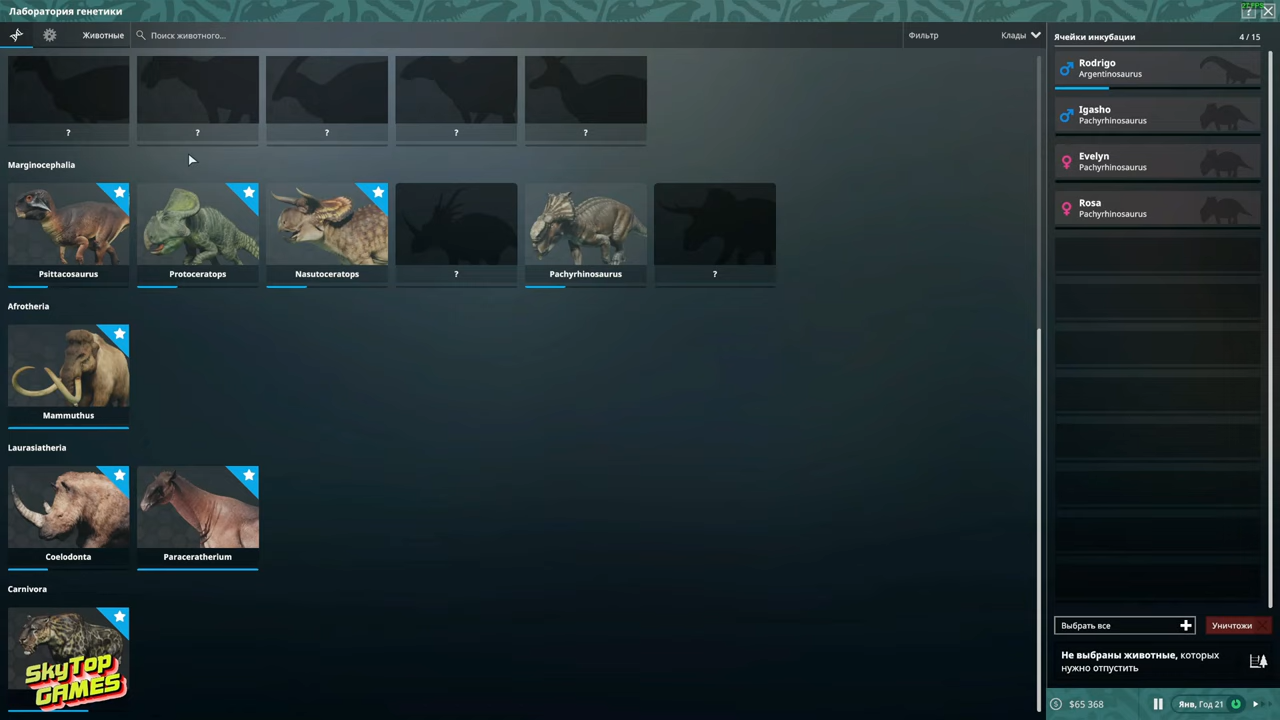 Лаборатория генетики
Животные
Поиск животного...
Фильтр
Клады
? ? ? ? ?
Marginocephalia
Psittacosaurus
Protoceratops
Nasutoceratops
?
Pachyrhinosaurus
?
Afrotheria
Mammuthus
Laurasiatheria
Coelodonta
Paraceratherium
Carnivora
SkyTop
GAMES
Ячейки инкубации 4 / 15
Rodrigo
Argentinosaurus
Igasho
Pachyrhinosaurus
Evelyn
Pachyrhinosaurus
Rosa
Pachyrhinosaurus
Выбрать все
Уничтожи
Не выбраны животные, которых
нужно отпустить
$65 368
Янв, Год 21